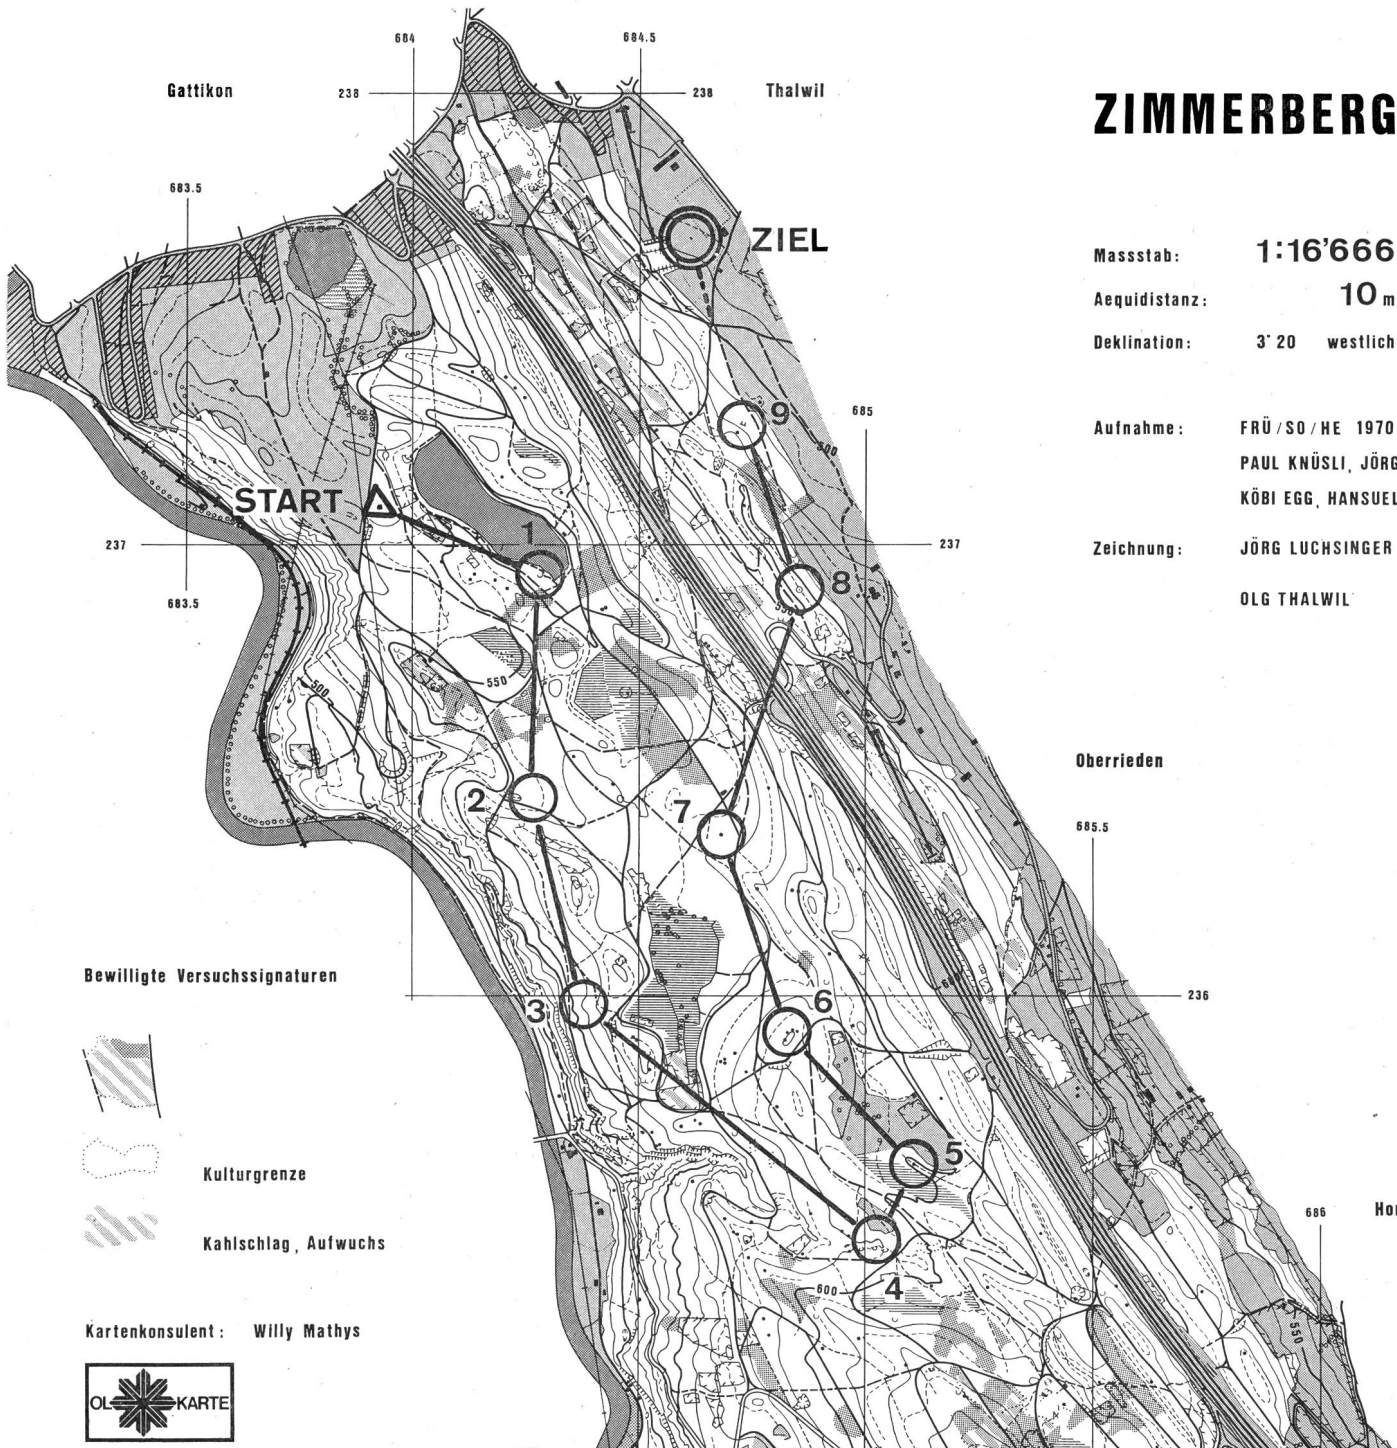 684
684.5
Gattikon
238
238
Thalwil
ZIMMERBERG
683.5
ZIEL
Massstab: 1:16'666
Aequidistanz: 10 m
Deklination: 3° 20 westlich
9
685
500
Aufnahme: FRÜ/SO/HE 1970
PAUL KNÜSLI, JÖRG
KÖBI EGG, HANSUEL
START
1
237
237
Zeichnung: JÖRG LUCHSINGER
8
683.5
550
OLG THALWIL
550
500
Oberrieden
2
7
685.5
Bewilligte Versuchssignaturen
3
6
236
5
Kulturgrenze
686
Kahlschlag, Aufwuchs
4
600
550
Kartenkonsulent: Willy Mathys
OL KARTE